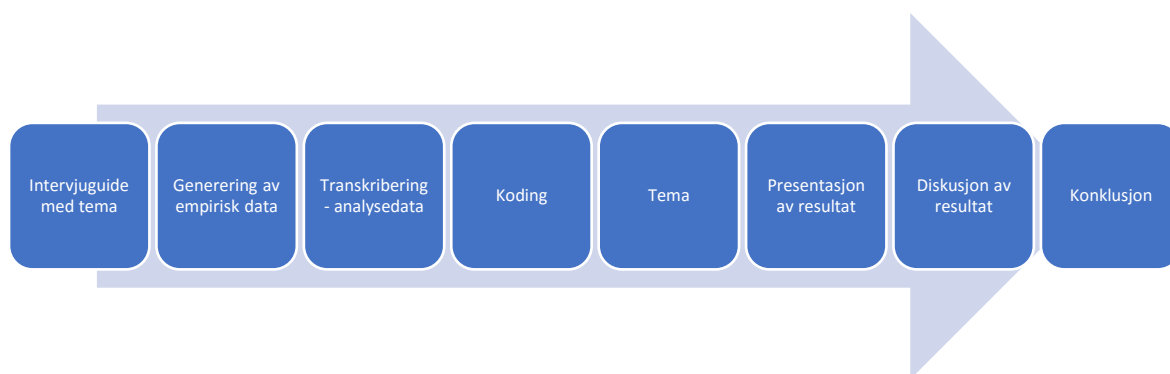 Intervjuguide
med tema
Generering av
empirisk data
Transkribering
- analysedata
Koding
Tema
Presentasjon
av resultat
Diskusjon av
resultat
Konklusjon